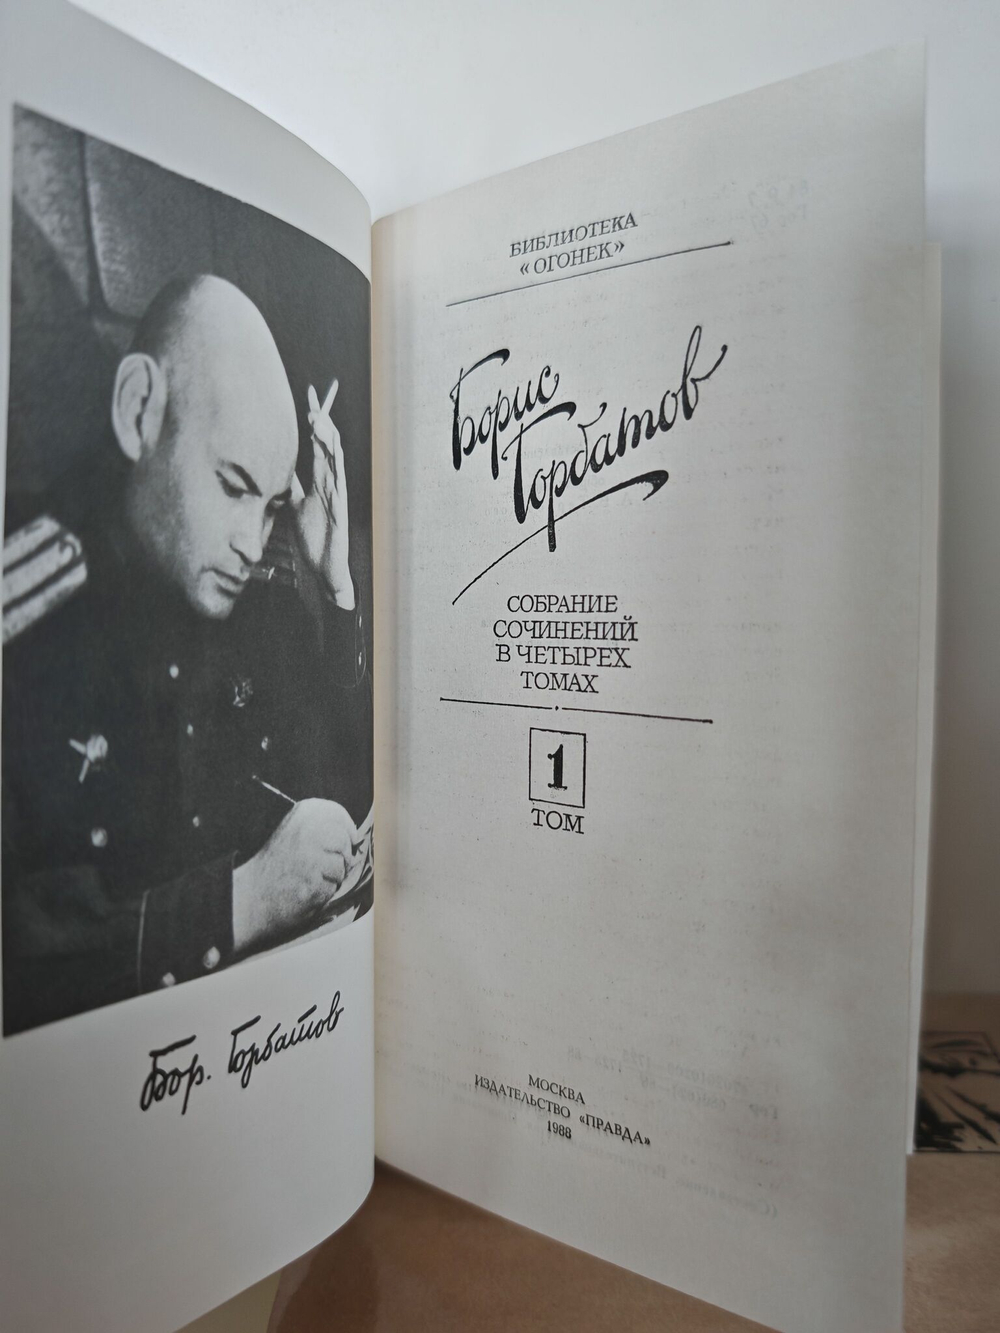 БИБЛИОТЕКА
«ОГОНЕК»
Борис
Горбатов
СОБРАНИЕ
СОЧИНЕНИЙ
В ЧЕТЫРЕХ
ТОМАХ
1
ТОМ
МОСКВА
ИЗДАТЕЛЬСТВО «ПРАВДА»
1988
Бор. Горбатов